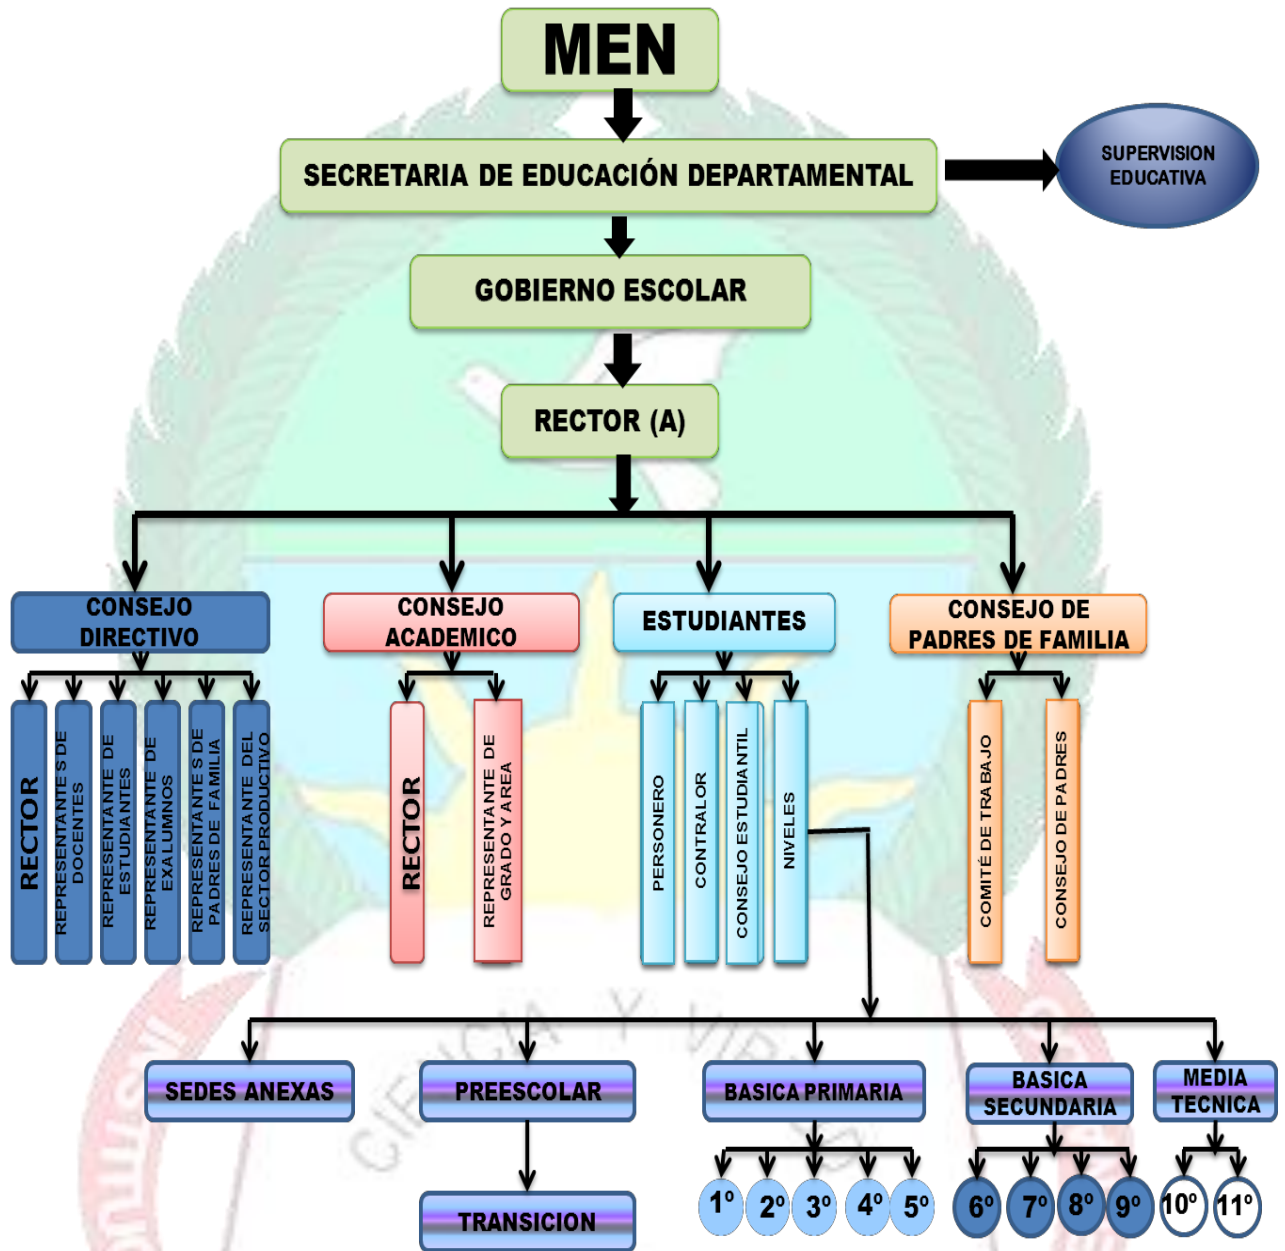 MEN
SECRETARIA DE EDUCACIÓN DEPARTAMENTAL
SUPERVISION
EDUCATIVA
GOBIERNO ESCOLAR
RECTOR (A)
CONSEJO
DIRECTIVO
CONSEJO
ACADEMICO
ESTUDIANTES
CONSEJO DE
PADRES DE FAMILIA
RECTOR
REPRESENTANTES DE
DOCENTES
REPRESENTANTE DE
ESTUDIANTES
REPRESENTANTE DE
EXALUMNOS
REPRESENTANTES DE
PADRES DE FAMILIA
REPRESENTANTE DEL
SECTOR PRODUCTIVO
RECTOR
REPRESENTANTE DE
GRADO Y AREA
PERSONERO
CONTRALOR
CONSEJO ESTUDIANTIL
NIVELES
COMITÉ DE TRABAJO
CONSEJO DE PADRES
CIENCIA Y
SEDES ANEXAS
PREESCOLAR
BASICA PRIMARIA
BASICA
SECUNDARIA
MEDIA
TECNICA
TRANSICION
1º 2º 3º 4º 5º 6º 7º 8º 9º 10º 11º